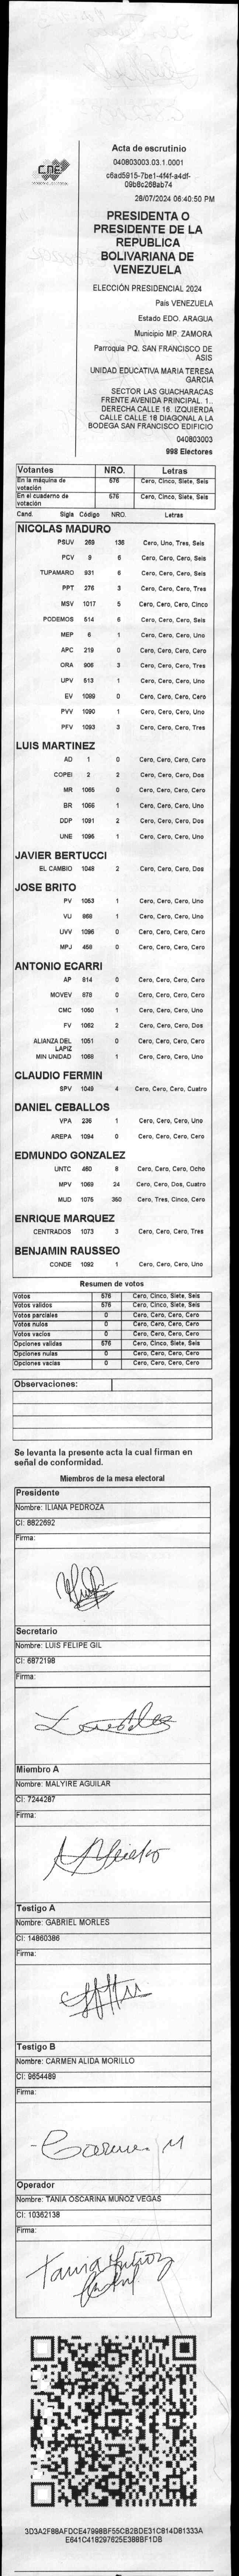 Acta de escrutinio
040803003.03.1.0001
c6ad5915-7be1-4f4f-a4df-
09b8c268ab74
28/07/2024 06:40:50 PM
CNE
PRESIDENTA O
PRESIDENTE DE LA
REPUBLICA
BOLIVARIANA DE
VENEZUELA
ELECCIÓN PRESIDENCIAL 2024
País VENEZUELA
Estado EDO. ARAGUA
Municipio MP. ZAMORA
Parroquia PQ. SAN FRANCISCO DE
ASIS
UNIDAD EDUCATIVA MARIA TERESA
GARCIA
SECTOR LAS GUACHARACAS
FRENTE AVENIDA PRINCIPAL. 1..
DERECHA CALLE 16. IZQUIERDA
CALLE CALLE 18 DIAGONAL A LA
BODEGA SAN FRANCISCO EDIFICIO
040803003
998 Electores
Votantes NRO. Letras
En la máquina de votación 576 Cero, Cinco, Siete, Seis
En el cuaderno de votación 576 Cero, Cinco, Siete, Seis
Cand. Sigla Código NRO. Letras
NICOLAS MADURO
PSUV 269 136 Cero, Uno, Tres, Seis
PCV 9 6 Cero, Cero, Cero, Seis
TUPAMARO 931 6 Cero, Cero, Cero, Seis
PPT 276 3 Cero, Cero, Cero, Tres
MSV 1017 5 Cero, Cero, Cero, Cinco
PODEMOS 514 6 Cero, Cero, Cero, Seis
MEP 6 1 Cero, Cero, Cero, Uno
APC 219 0 Cero, Cero, Cero, Cero
ORA 906 3 Cero, Cero, Cero, Tres
UPV 513 1 Cero, Cero, Cero, Uno
EV 1089 0 Cero, Cero, Cero, Cero
PVV 1090 1 Cero, Cero, Cero, Uno
PFV 1093 3 Cero, Cero, Cero, Tres
LUIS MARTINEZ
AD 1 0 Cero, Cero, Cero, Cero
COPEI 2 2 Cero, Cero, Cero, Dos
MR 1065 0 Cero, Cero, Cero, Cero
BR 1066 1 Cero, Cero, Cero, Uno
DDP 1091 2 Cero, Cero, Cero, Dos
UNE 1095 1 Cero, Cero, Cero, Uno
JAVIER BERTUCCI
EL CAMBIO 1048 2 Cero, Cero, Cero, Dos
JOSE BRITO
PV 1053 1 Cero, Cero, Cero, Uno
VU 969 1 Cero, Cero, Cero, Uno
UVV 1096 0 Cero, Cero, Cero, Cero
MPJ 458 0 Cero, Cero, Cero, Cero
ANTONIO ECARRI
AP 814 0 Cero, Cero, Cero, Cero
MOVEV 878 0 Cero, Cero, Cero, Cero
CMC 1050 1 Cero, Cero, Cero, Uno
FV 1062 2 Cero, Cero, Cero, Dos
ALIANZA DEL LAPIZ 1051 0 Cero, Cero, Cero, Cero
MIN UNIDAD 1068 1 Cero, Cero, Cero, Uno
CLAUDIO FERMIN
SPV 1049 4 Cero, Cero, Cero, Cuatro
DANIEL CEBALLOS
VPA 236 1 Cero, Cero, Cero, Uno
AREPA 1094 0 Cero, Cero, Cero, Cero
EDMUNDO GONZALEZ
UNTC 460 8 Cero, Cero, Cero, Ocho
MPV 1069 24 Cero, Cero, Dos, Cuatro
MUD 1075 350 Cero, Tres, Cinco, Cero
ENRIQUE MARQUEZ
CENTRADOS 1073 3 Cero, Cero, Cero, Tres
BENJAMIN RAUSSEO
CONDE 1092 1 Cero, Cero, Cero, Uno
Resumen de votos
Votos 576 Cero, Cinco, Siete, Seis
Votos válidos 576 Cero, Cinco, Siete, Seis
Votos parciales 0 Cero, Cero, Cero, Cero
Votos nulos 0 Cero, Cero, Cero, Cero
Votos vacíos 0 Cero, Cero, Cero, Cero
Opciones validas 576 Cero, Cinco, Siete, Seis
Opciones nulas 0 Cero, Cero, Cero, Cero
Opciones vacias 0 Cero, Cero, Cero, Cero
Observaciones:
Se levanta la presente acta la cual firman en
señal de conformidad.
Miembros de la mesa electoral
Presidente
Nombre: ILIANA PEDROZA
CI: 8822692
Firma:
Secretario
Nombre: LUIS FELIPE GIL
CI: 6872198
Firma:
Miembro A
Nombre: MALYIRE AGUILAR
CI: 7244287
Firma:
Testigo A
Nombre: GABRIEL MORLES
CI: 14860386
Firma:
Testigo B
Nombre: CARMEN ALIDA MORILLO
CI: 9654489
Firma:
Carmen M
Operador
Nombre: TANIA OSCARINA MUÑOZ VEGAS
CI: 10362138
Firma:
Tania Muñoz
3D3A2F88AFDCE47998BF55CB2BDE31C814D81333A
E641C418297625E388BF1DB